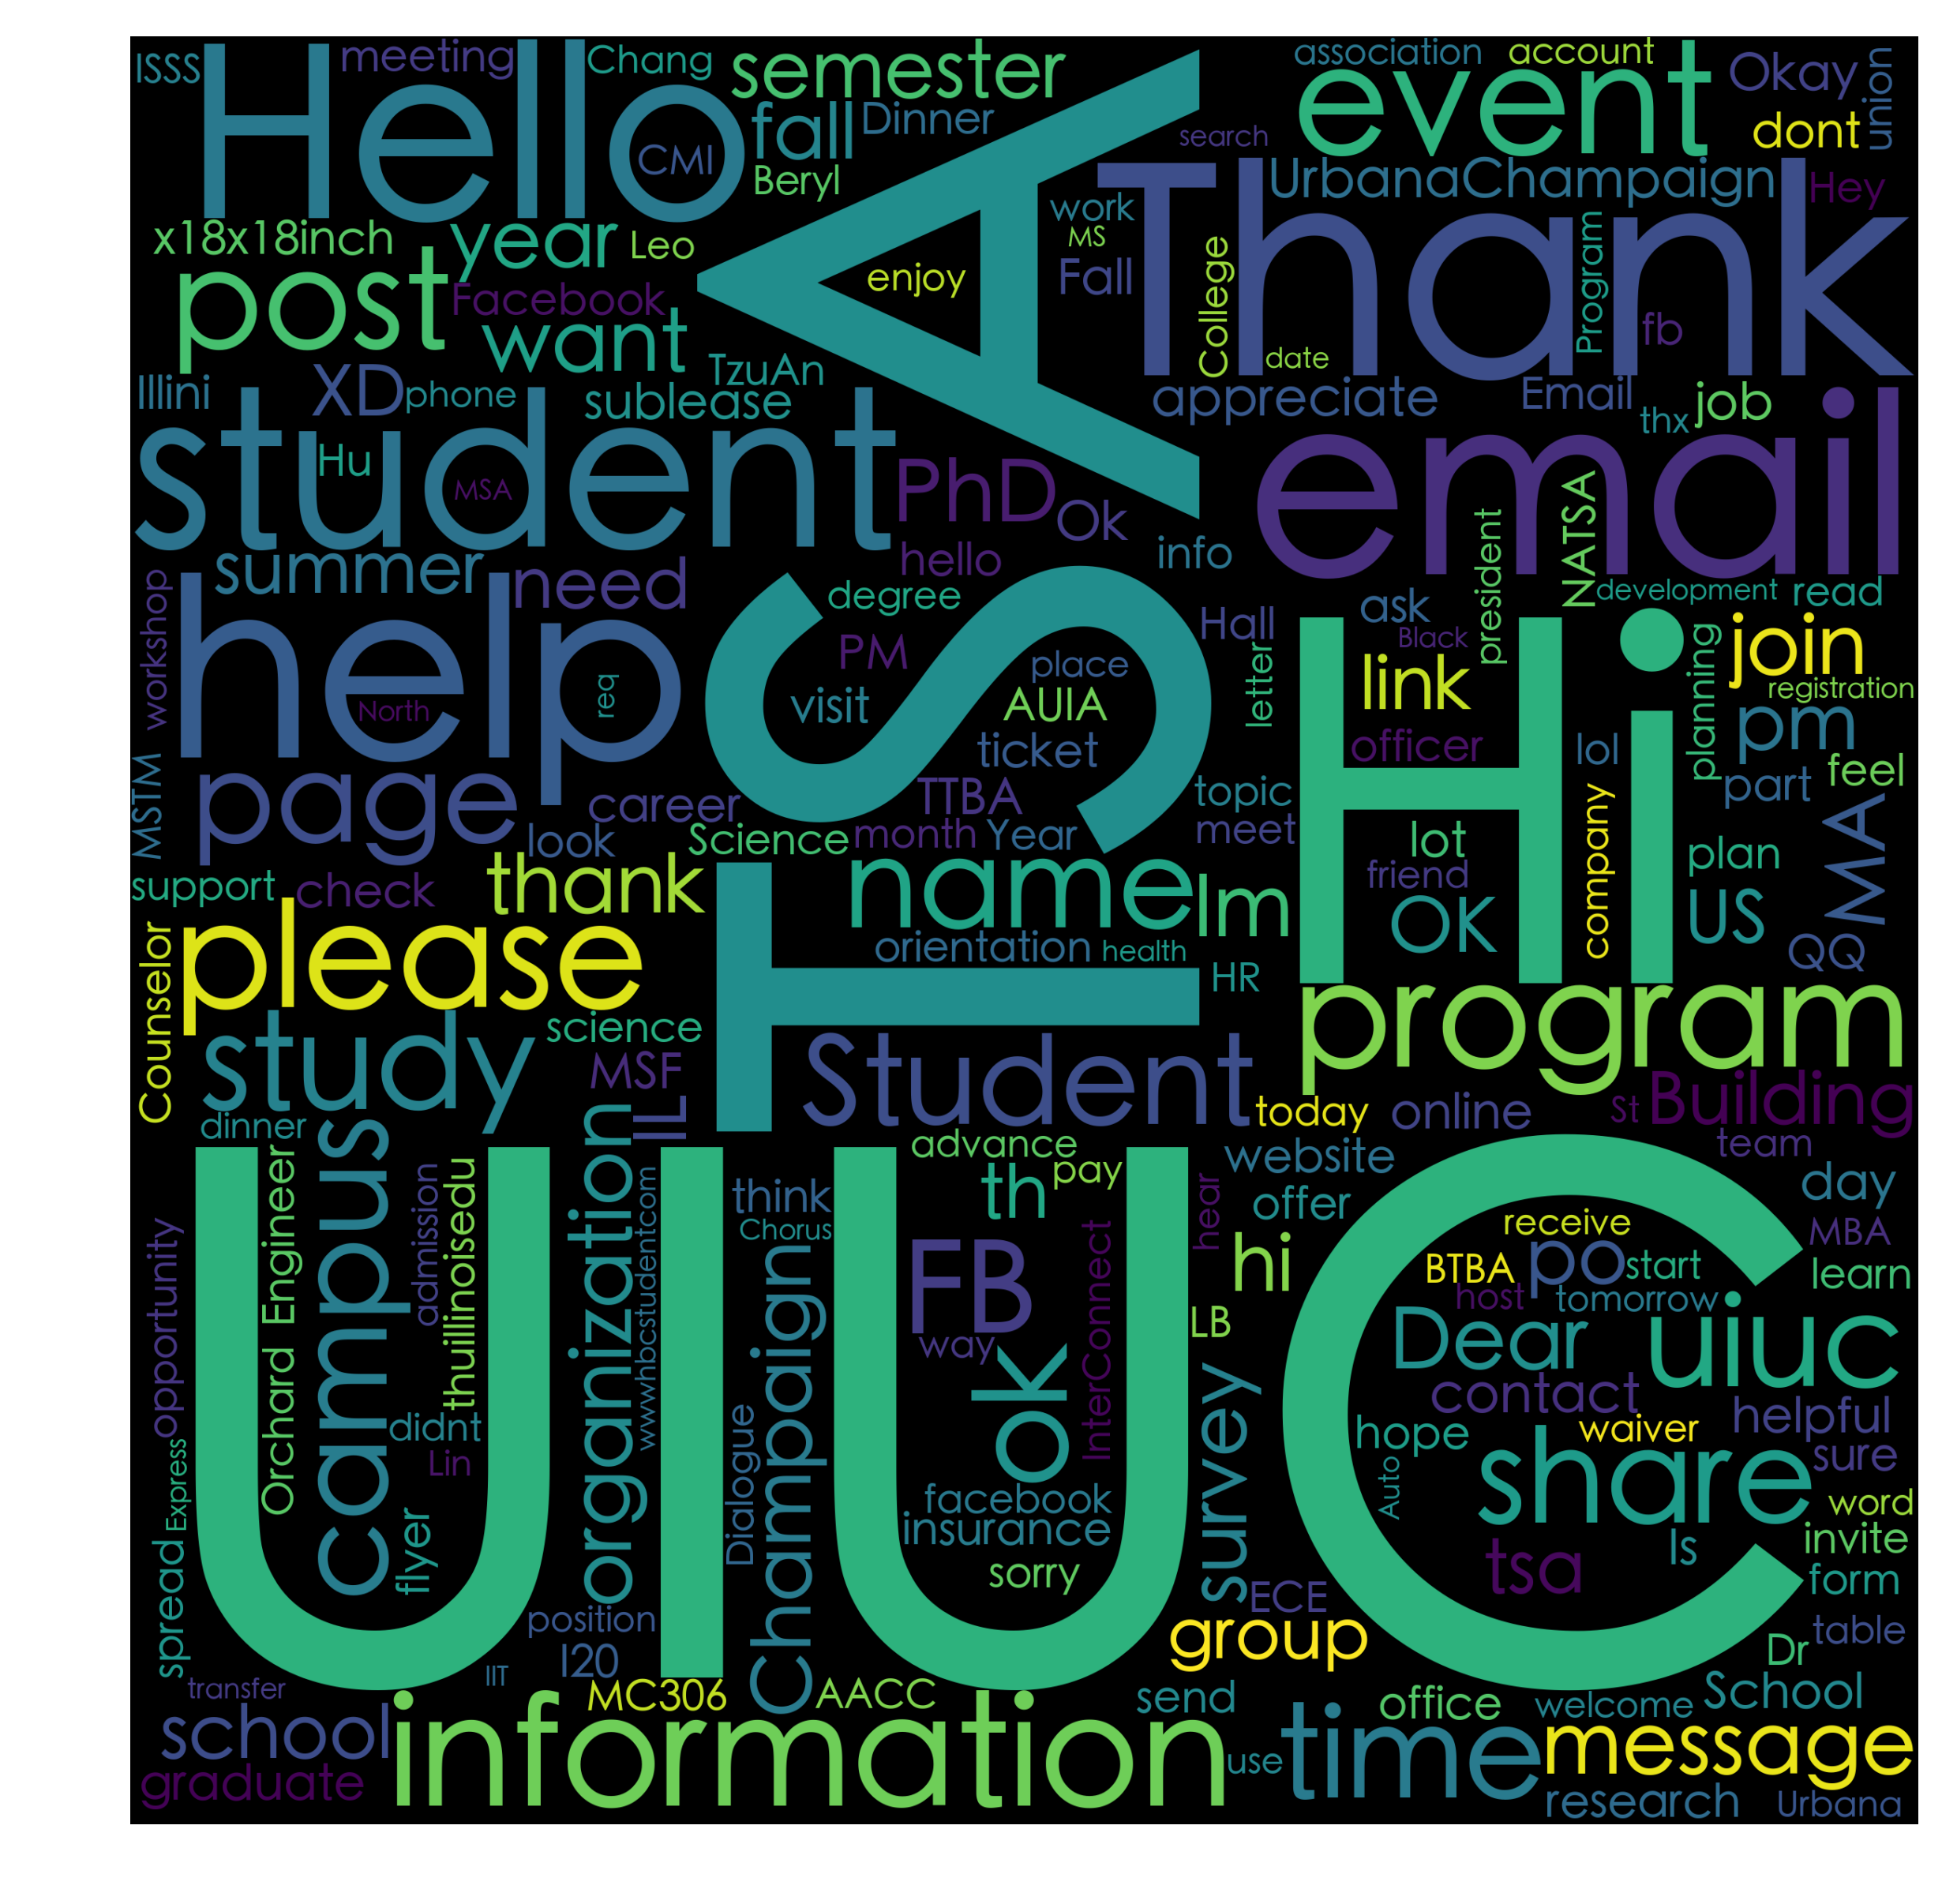 ISSS
Hello
meeting
Chang
semester
association
account
event
Okay
union
CMI
fall
Dinner
search
dont
Beryl
TSA
Thank
UrbanaChampaign
Hey
x18x18inch
year
Leo
work
MS
enjoy
Fall
College
Program
post
Facebook
want
fb
date
TzuAn
Illini
XD
phone
sublease
appreciate
Email
thx
job
student
Hu
MSA
PhD
Ok
email
hello
info
president
NATSA
summer
need
degree
development
read
workshop
help
PM
Hall
ask
Black
Hi
planning
join
place
link
registration
req
visit
AUIA
letter
North
ticket
officer
lol
pm
MSTM
page
career
TTBA
topic
part
feel
look
Science
month
Year
meet
company
MA
lot
plan
support
check
thank
name
Im
friend
US
OK
Counselor
please
orientation
health
QQ
HR
study
science
program
MSF
Student
dinner
IL
today
online
St
Building
team
UIUC
campus
Orchard
Engineer
admission
thuillinoisedu
organization
wwwhbcstudentcom
advance
think
th
pay
website
day
Chorus
hear
offer
opportunity
Champaign
FB
hi
receive
MBA
BTBA
po
start
learn
host
tomorrow
InterConnect
LB
way
ok
Dear
uiuc
survey
contact
helpful
didnt
hope
waiver
Lin
Dialogue
share
sure
Express
facebook
Auto
word
insurance
Is
invite
flyer
sorry
tsa
form
spread
ECE
position
group
table
I20
Dr
IIT
transfer
MC306
AACC
send
office
welcome
School
school
information
time
message
use
graduate
research
Urbana